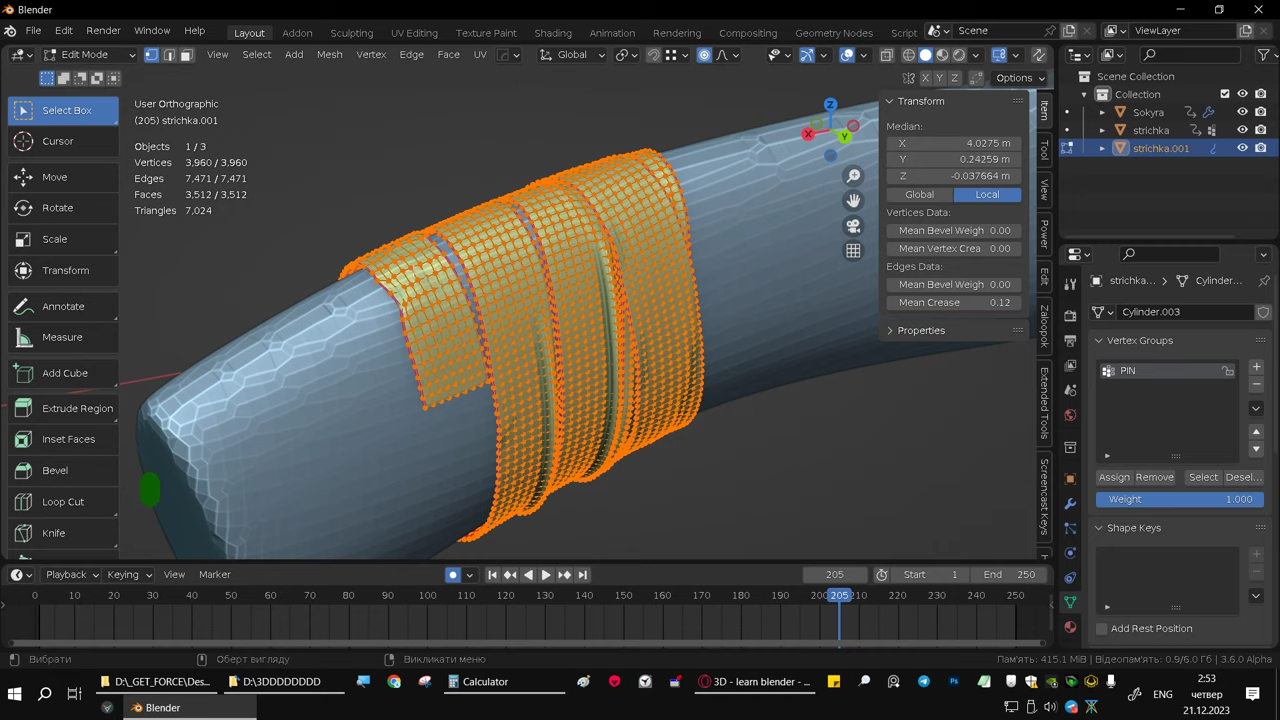 Blender
File Edit Render Window Help Layout Addon Sculpting UV Editing Texture Paint Shading Animation Rendering Compositing Geometry Nodes Script Scene ViewLayer
Edit Mode View Select Add Mesh Vertex Edge Face UV Global
X Y Z Options
Select Box
Cursor
Move
Rotate
Scale
Transform
Annotate
Measure
Add Cube
Extrude Region
Inset Faces
Bevel
Loop Cut
Knife
User Orthographic
(205) strichka.001
Objects 1 / 3
Vertices 3,960 / 3,960
Edges 7,471 / 7,471
Faces 3,512 / 3,512
Triangles 7,024
Z
X
Y
Transform
Median:
X 4.0275 m
Y 0.24259 m
Z -0.037664 m
Global Local
Vertices Data:
Mean Bevel Weigh 0.00
Mean Vertex Crea 0.00
Edges Data:
Mean Bevel Weigh 0.00
Mean Crease 0.12
Properties
Item
Tool
View
Power
Edit
Zaloopok
Extended Tools
Screencast Keys
Scene Collection
Collection
Sokyra
strichka
strichka.001
strichka... Cylinder...
Cylinder.003
Vertex Groups
PIN
Assign Remove Select Desel...
Weight 1.000
Shape Keys
Add Rest Position
Playback Keying View Marker 205 Start 1 End 250
0 10 20 30 40 50 60 70 80 90 100 110 120 130 140 150 160 170 180 190 200 205 210 220 230 240 250
Вибрати Оберт вигляду Викликати меню Пам'ять: 415.1 MB | Відеопам'ять: 0.9/6.0 Гб | 3.6.0 Alpha
D:\_GET_FORCE\Des... D:\3DDDDDDDD Calculator 3D - learn blender - ... Ps
Blender
ENG
2:53
четвер
21.12.2023